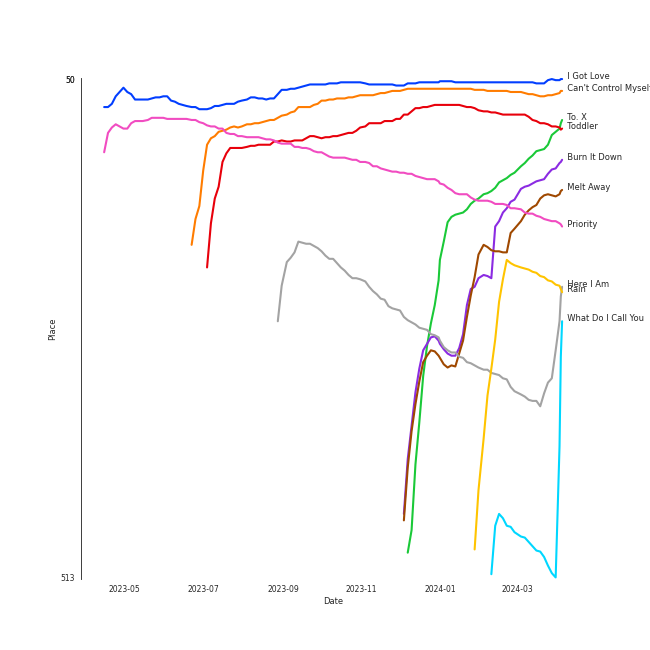 50
I Got Love
Can't Control Mysel
To. X
Toddler
Burn It Down
Melt Away
Priority
Here I Am
Rain
What Do I Call You
Place
513
2023-05
2023-07
2023-09
2023-11
2024-01
2024-03
Date